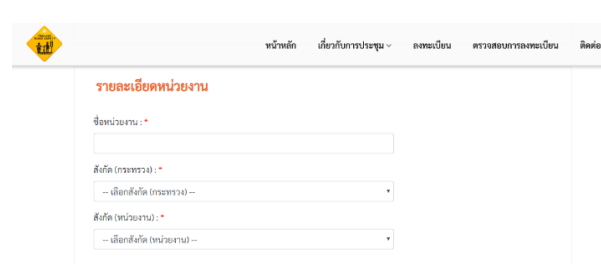 หน้าหลัก เกี่ยวกับการประชุม ลงทะเบียน ตรวจสอบการลงทะเบียน ติดต่อ
รายละเอียดหน่วยงาน
ชื่อหน่วยงาน : *
สังกัด (กระทรวง) : *
-- เลือกสังกัด (กระทรวง) --
สังกัด (หน่วยงาน) : *
-- เลือกสังกัด (หน่วยงาน) --